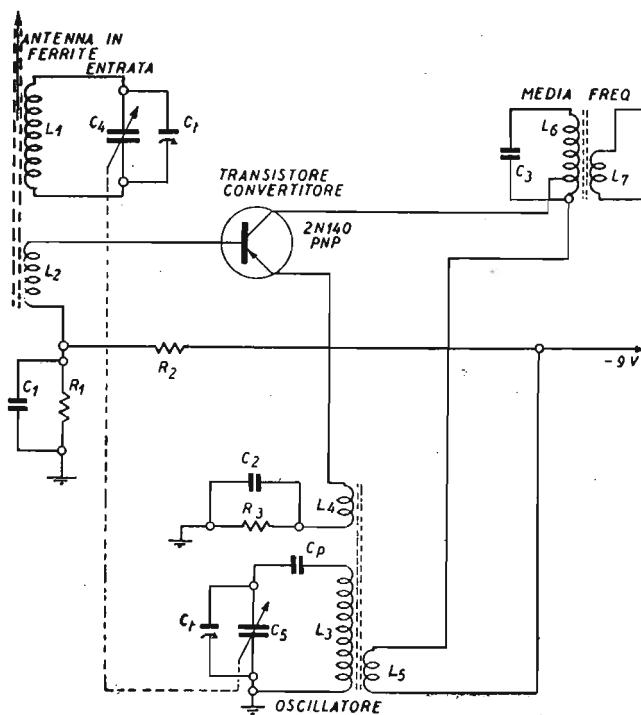 ANTENNA IN
FERRITE
ENTRATA
L1
C4
Ct
MEDIA FREQ
L6
C3
L7
TRANSISTORE
CONVERTITORE
2N140
PNP
L2
R2
-9V
C1
R1
C2
R3
L4
Cp
Ct
C5
L3
L5
OSCILLATORE